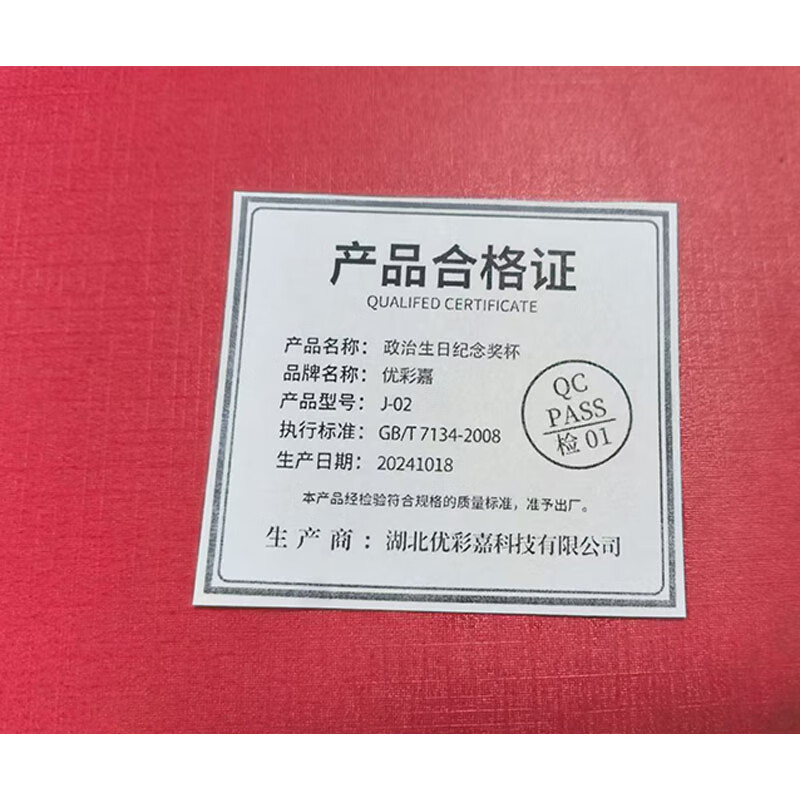 产品合格证
QUALIFED CERTIFICATE
产品名称：政治生日纪念奖杯
品牌名称：优彩嘉
产品型号：J-02
执行标准：GB/T 7134-2008
生产日期：20241018
QC
PASS
检 01
本产品经检验符合规格的质量标准，准予出厂。
生产商：湖北优彩嘉科技有限公司